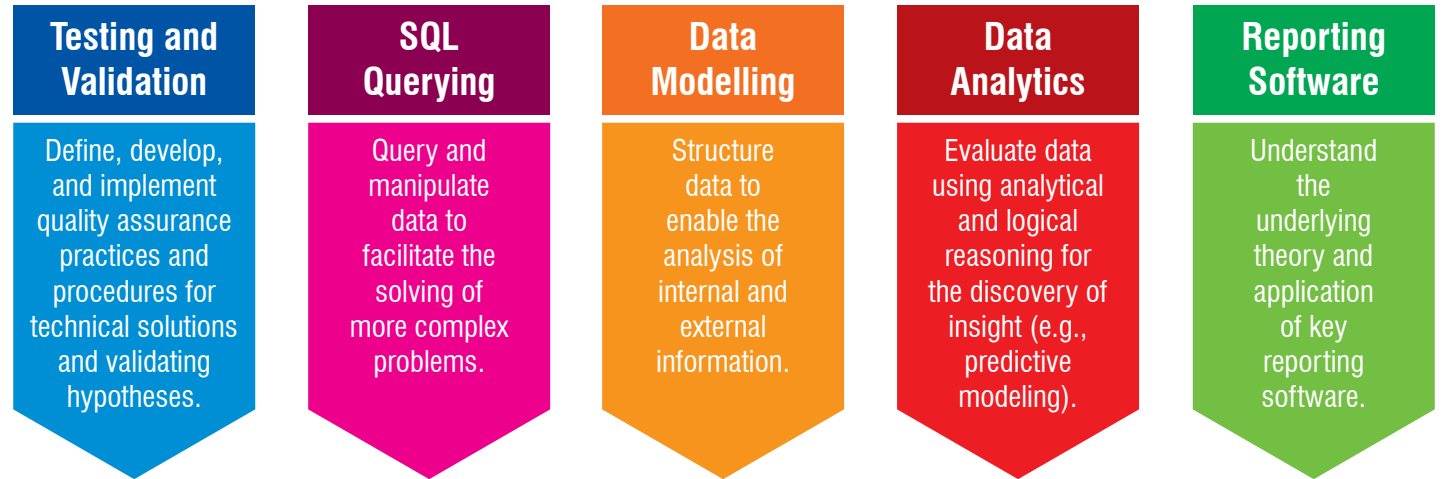 Testing and
Validation
Define, develop,
and implement
quality assurance
practices and
procedures for
technical solutions
and validating
hypotheses.
SQL
Querying
Query and
manipulate
data to
facilitate the
solving of
more complex
problems.
Data
Modelling
Structure
data to
enable the
analysis of
internal and
external
information.
Data
Analytics
Evaluate data
using analytical
and logical
reasoning for
the discovery of
insight (e.g.,
predictive
modeling).
Reporting
Software
Understand
the
underlying
theory and
application
of key
reporting
software.